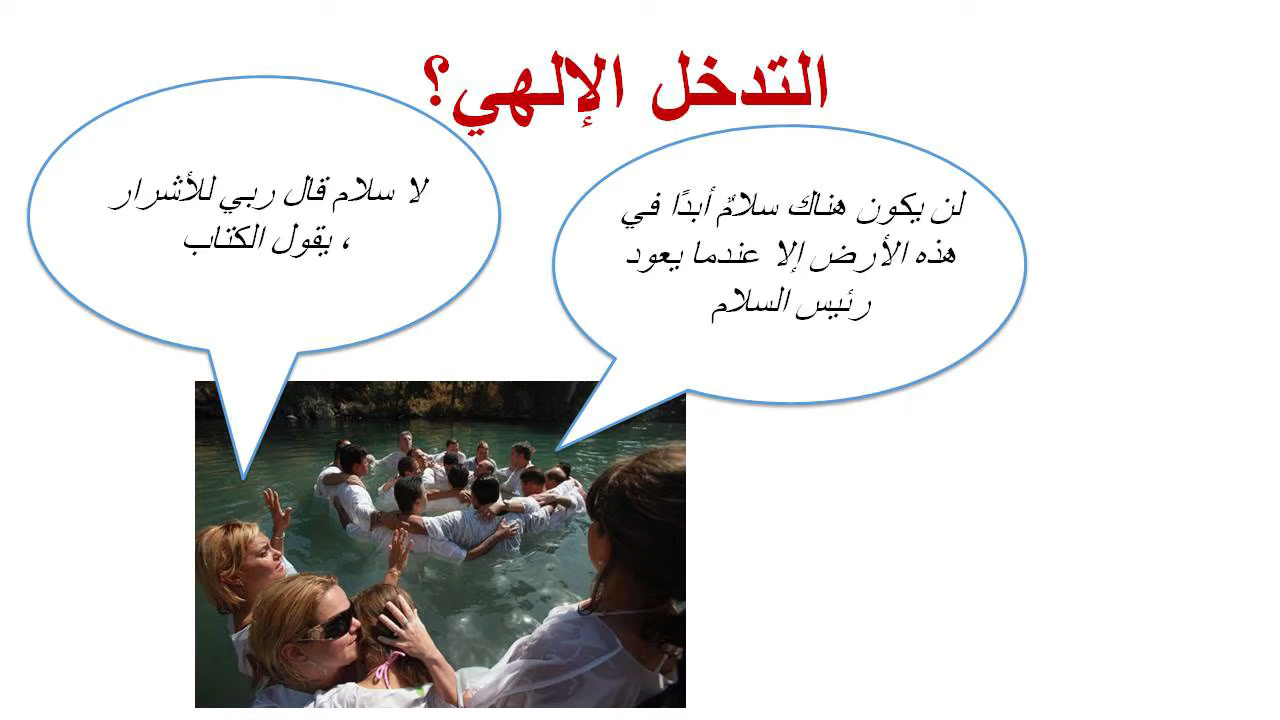 التدخل الإلهي؟
لن يكون هناك سلامٌ أبدًا في
هذه الأرض إلا عندما يعود
رئيس السلام
لا سلام قال ربي للأشرار
، يقول الكتاب